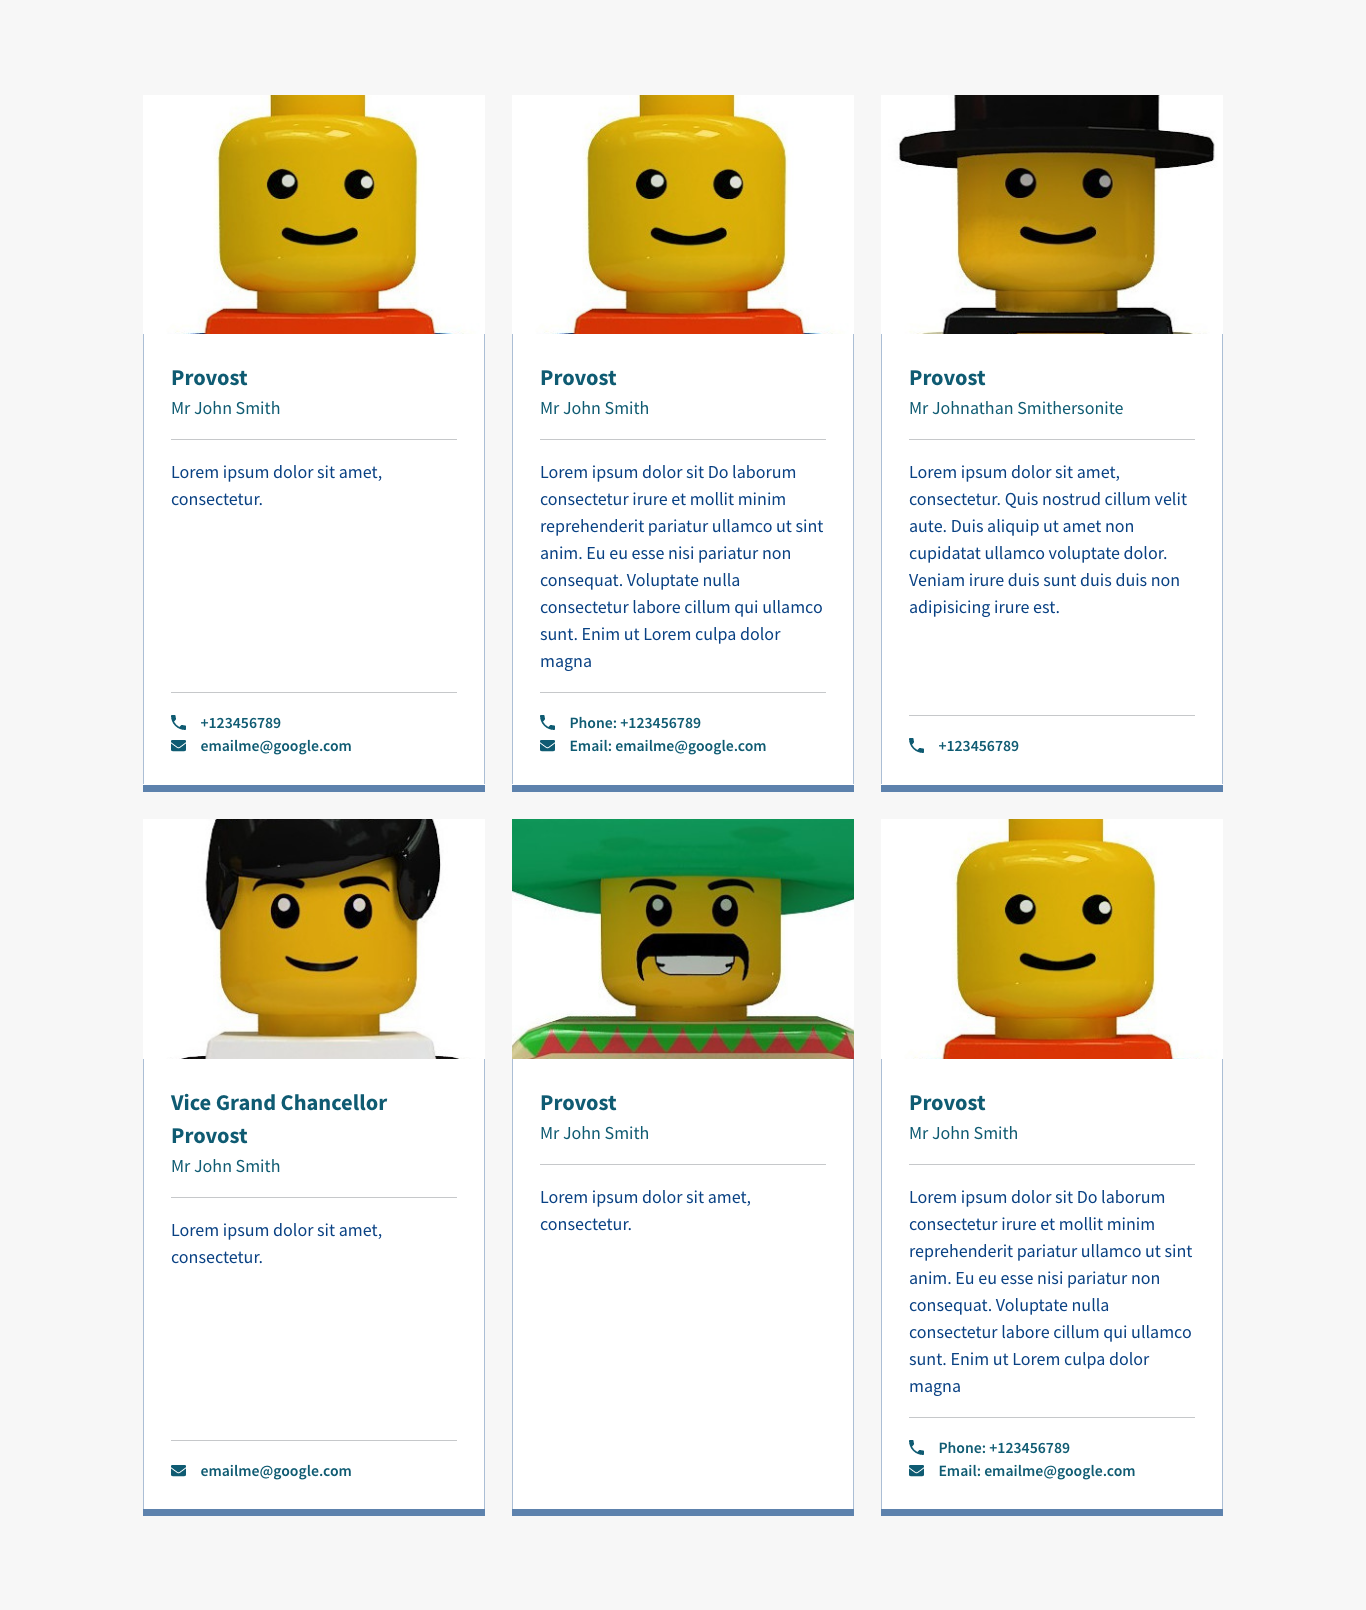 Provost
Mr John Smith
Lorem ipsum dolor sit amet,
consectetur.
+123456789
emailme@google.com
Provost
Mr John Smith
Lorem ipsum dolor sit Do laborum
consectetur irure et mollit minim
reprehenderit pariatur ullamco ut sint
anim. Eu eu esse nisi pariatur non
consequat. Voluptate nulla
consectetur labore cillum qui ullamco
sunt. Enim ut Lorem culpa dolor
magna
Phone: +123456789
Email: emailme@google.com
Provost
Mr Johnathan Smithersonite
Lorem ipsum dolor sit amet,
consectetur. Quis nostrud cillum velit
aute. Duis aliquip ut amet non
cupidatat ullamco voluptate dolor.
Veniam irure duis sunt duis duis non
adipisicing irure est.
+123456789
Vice Grand Chancellor
Provost
Mr John Smith
Lorem ipsum dolor sit amet,
consectetur.
emailme@google.com
Provost
Mr John Smith
Lorem ipsum dolor sit amet,
consectetur.
Provost
Mr John Smith
Lorem ipsum dolor sit Do laborum
consectetur irure et mollit minim
reprehenderit pariatur ullamco ut sint
anim. Eu eu esse nisi pariatur non
consequat. Voluptate nulla
consectetur labore cillum qui ullamco
sunt. Enim ut Lorem culpa dolor
magna
Phone: +123456789
Email: emailme@google.com